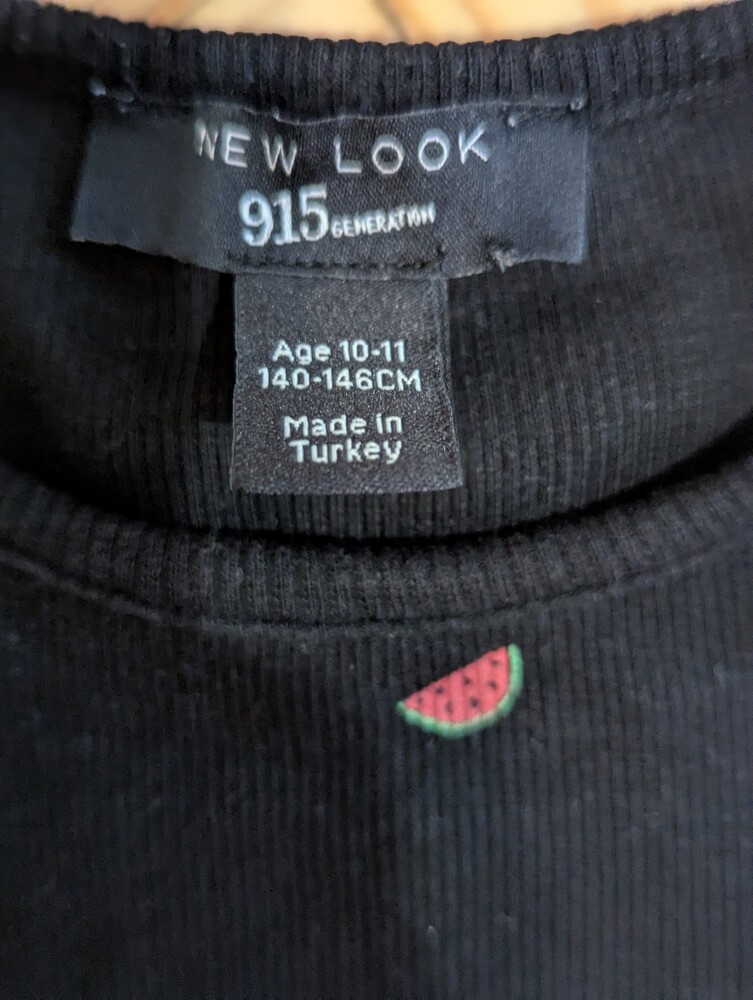 NEW LOOK
915 GENERATION
Age 10-11
140-146CM
Made in
Turkey